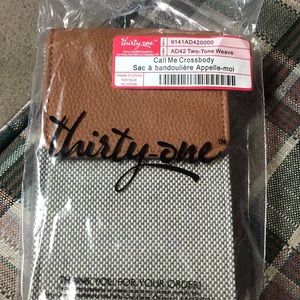 thirty-one
9141AD420000
AD42 Two-Tone Weave
Call Me Crossbody
Sac à bandoulière Appelle-moi
thirty-one
THANK YOU FOR YOUR ORDER!